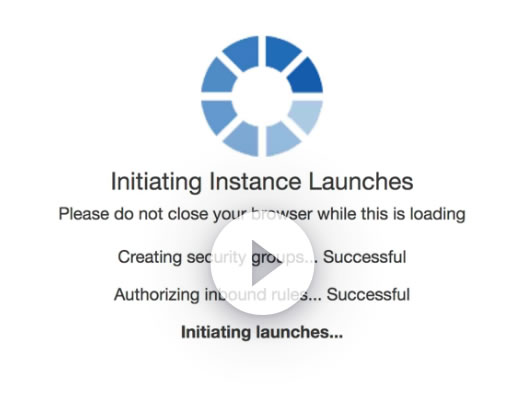 Initiating Instance Launches
Please do not close your browser while this is loading
Creating security groups... Successful
Authorizing inbound rules... Successful
Initiating launches...